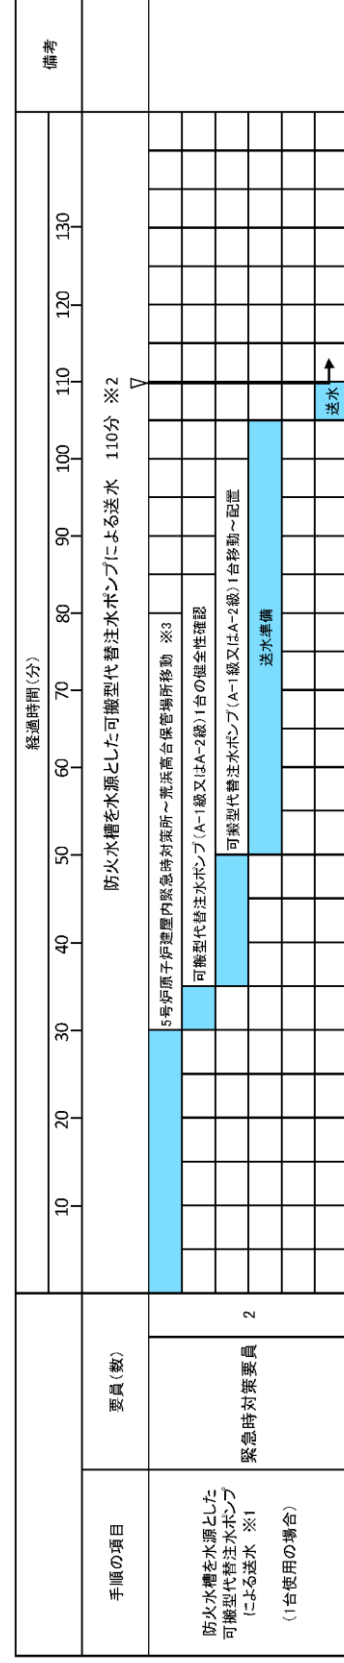 手順の項目
要員(数)
経過時間(分)
備考
10
20
30
40
50
60
70
80
90
100
110
120
130
防火水槽を水源とした可搬型代替注水ポンプによる送水 110分 ※2
防火水槽を水源とした
可搬型代替注水ポンプ
による送水 ※1
(1台使用の場合)
緊急時対策要員
2
5号炉原子炉建屋内緊急時対策所～荒浜高台保管場所移動 ※3
可搬型代替注水ポンプ(A-1級又はA-2級)1台の健全性確認
可搬型代替注水ポンプ(A-1級又はA-2級)1台移動～配置
送水準備
送水